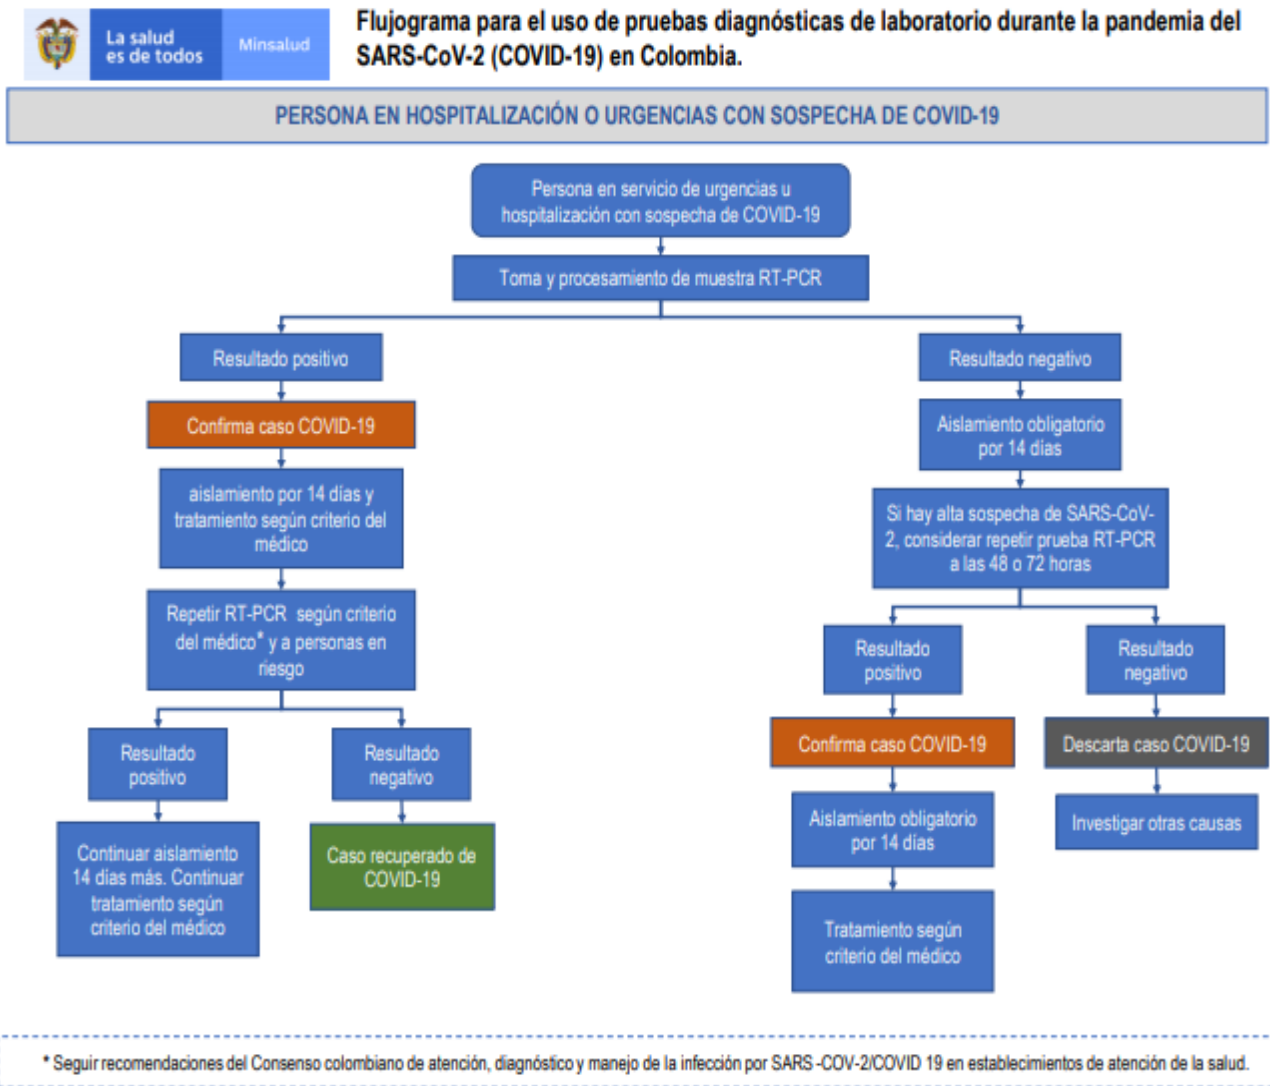 La salud
es de todos
Minsalud
Flujograma para el uso de pruebas diagnósticas de laboratorio durante la pandemia del
SARS-CoV-2 (COVID-19) en Colombia.
PERSONA EN HOSPITALIZACIÓN O URGENCIAS CON SOSPECHA DE COVID-19
Persona en servicio de urgencias u
hospitalización con sospecha de COVID-19
Toma y procesamiento de muestra RT-PCR
Resultado positivo
Confirma caso COVID-19
aislamiento por 14 días y
tratamiento según criterio del
médico
Repetir RT-PCR según criterio
del médico* y a personas en
riesgo
Resultado
positivo
Continuar aislamiento
14 días más. Continuar
tratamiento según
criterio del médico
Resultado
negativo
Caso recuperado de
COVID-19
Resultado negativo
Aislamiento obligatorio
por 14 días
Si hay alta sospecha de SARS-CoV-
2, considerar repetir prueba RT-PCR
a las 48 o 72 horas
Resultado
positivo
Confirma caso COVID-19
Aislamiento obligatorio
por 14 días
Tratamiento según
criterio del médico
Resultado
negativo
Descarta caso COVID-19
Investigar otras causas
* Seguir recomendaciones del Consenso colombiano de atención, diagnóstico y manejo de la infección por SARS -COV-2/COVID 19 en establecimientos de atención de la salud.